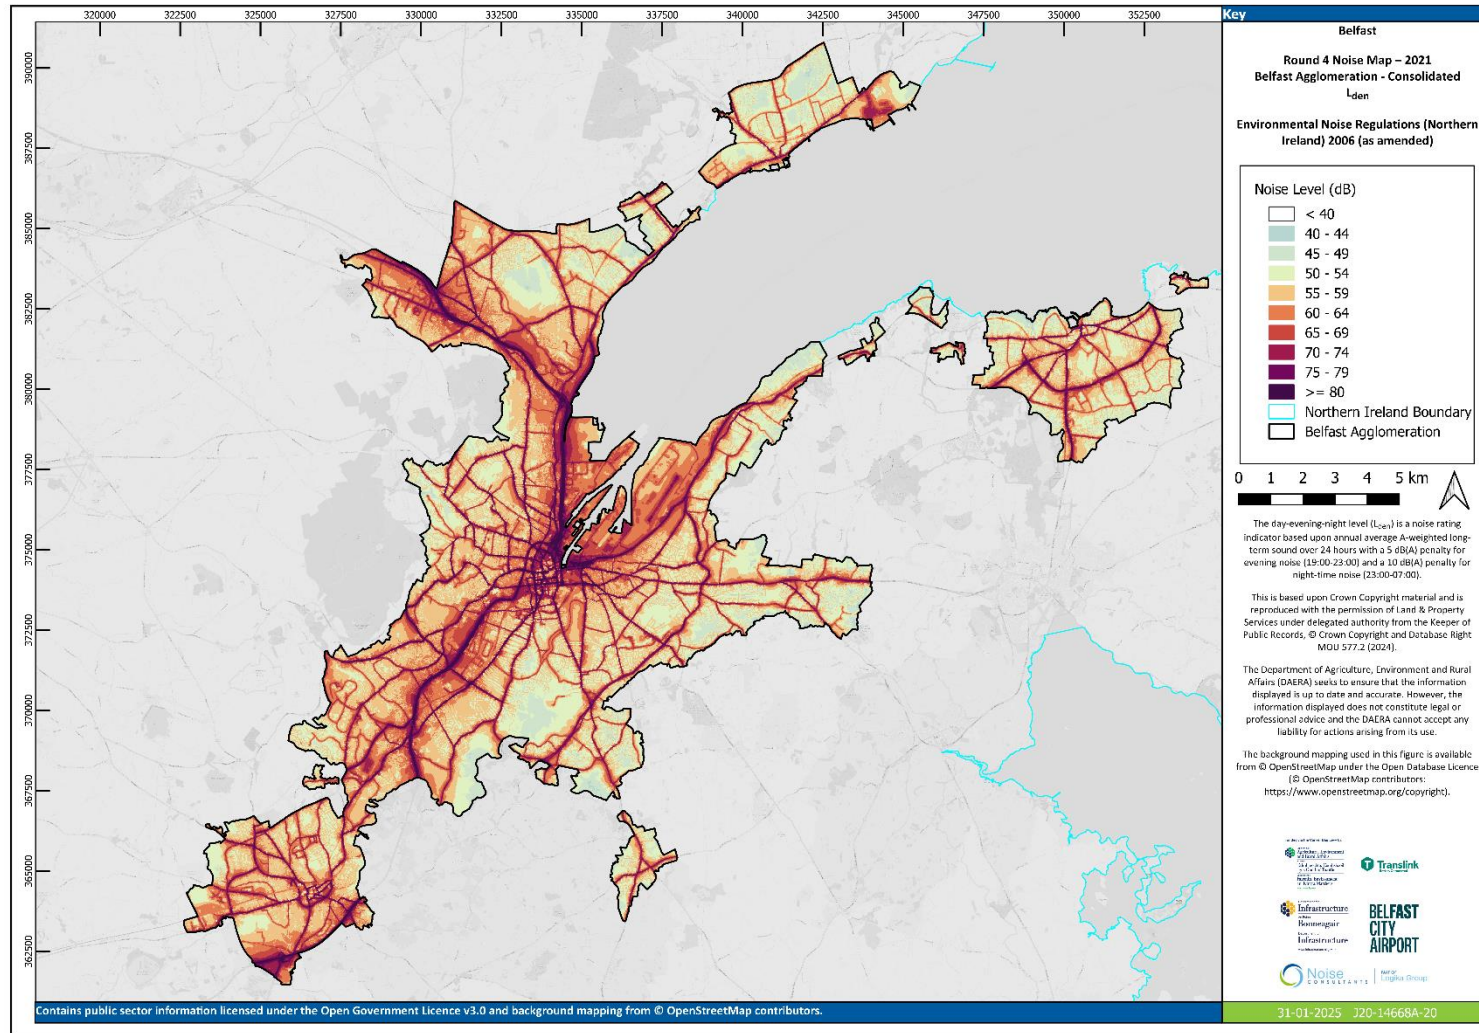 320000 322500 325000 327500 330000 332500 335000 337500 340000 342500 345000 347500 350000 352500
390000
387500
385000
382500
380000
377500
375000
372500
370000
367500
365000
362500
Key
Belfast
Round 4 Noise Map – 2021
Belfast Agglomeration - Consolidated
Lden
Environmental Noise Regulations (Northern
Ireland) 2006 (as amended)
Noise Level (dB)
< 40
40 - 44
45 - 49
50 - 54
55 - 59
60 - 64
65 - 69
70 - 74
75 - 79
>= 80
Northern Ireland Boundary
Belfast Agglomeration
0 1 2 3 4 5 km
The day-evening-night level (Lden) is a noise rating
indicator based upon annual average A-weighted long-
term sound over 24 hours with a 5 dB(A) penalty for
evening noise (19:00-23:00) and a 10 dB(A) penalty for
night-time noise (23:00-07:00).
This is based upon Crown Copyright material and is
reproduced with the permission of Land & Property
Services under delegated authority from the Keeper of
Public Records, © Crown Copyright and Database Right
MOU 577.2 (2024).
The Department of Agriculture, Environment and Rural
Affairs (DAERA) seeks to ensure that the information
displayed is up to date and accurate. However, the
information displayed does not constitute legal or
professional advice and the DAERA cannot accept any
liability for actions arising from its use.
The background mapping used in this figure is available
from © OpenStreetMap under the Open Database Licence
(© OpenStreetMap contributors:
https://www.openstreetmap.org/copyright).
Translink
Infrastructure
Bonneagair
Infrastructure
BELFAST
CITY
AIRPORT
Noise
CONSULTANTS
PART OF
Logika Group
Contains public sector information licensed under the Open Government Licence v3.0 and background mapping from © OpenStreetMap contributors.
31-01-2025 J20-14668A-20